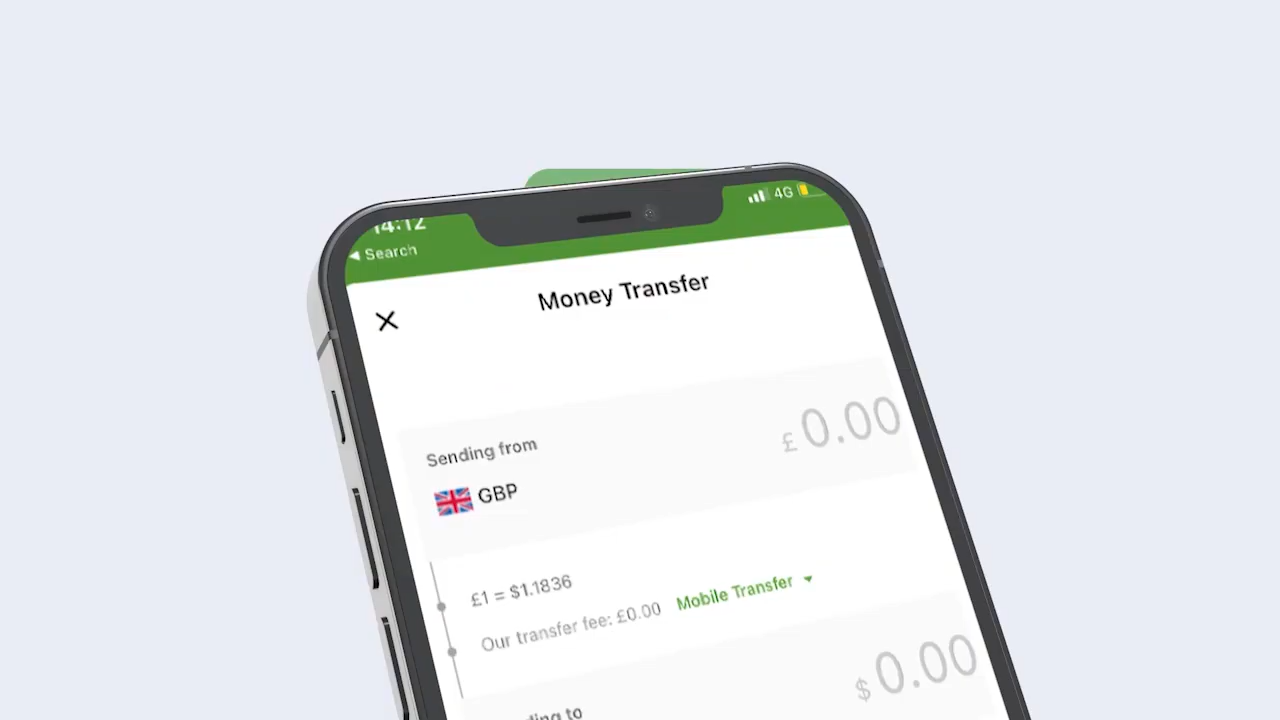 14:12
4G
Search
Money Transfer
Sending from
£ 0.00
GBP
£1 = $1.1836
Our transfer fee: £0.00 Mobile Transfer
$ 0.00
to